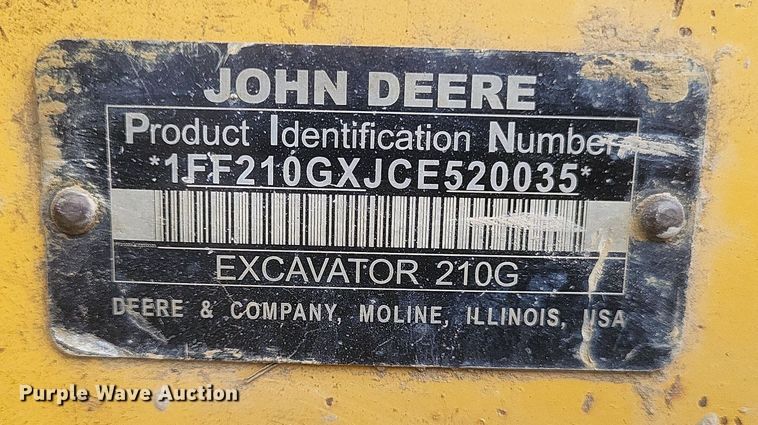 JOHN DEERE
Product Identification Number
*1FF210GXJCE520035*
EXCAVATOR 210G
DEERE & COMPANY, MOLINE, ILLINOIS, USA
Purple Wave Auction